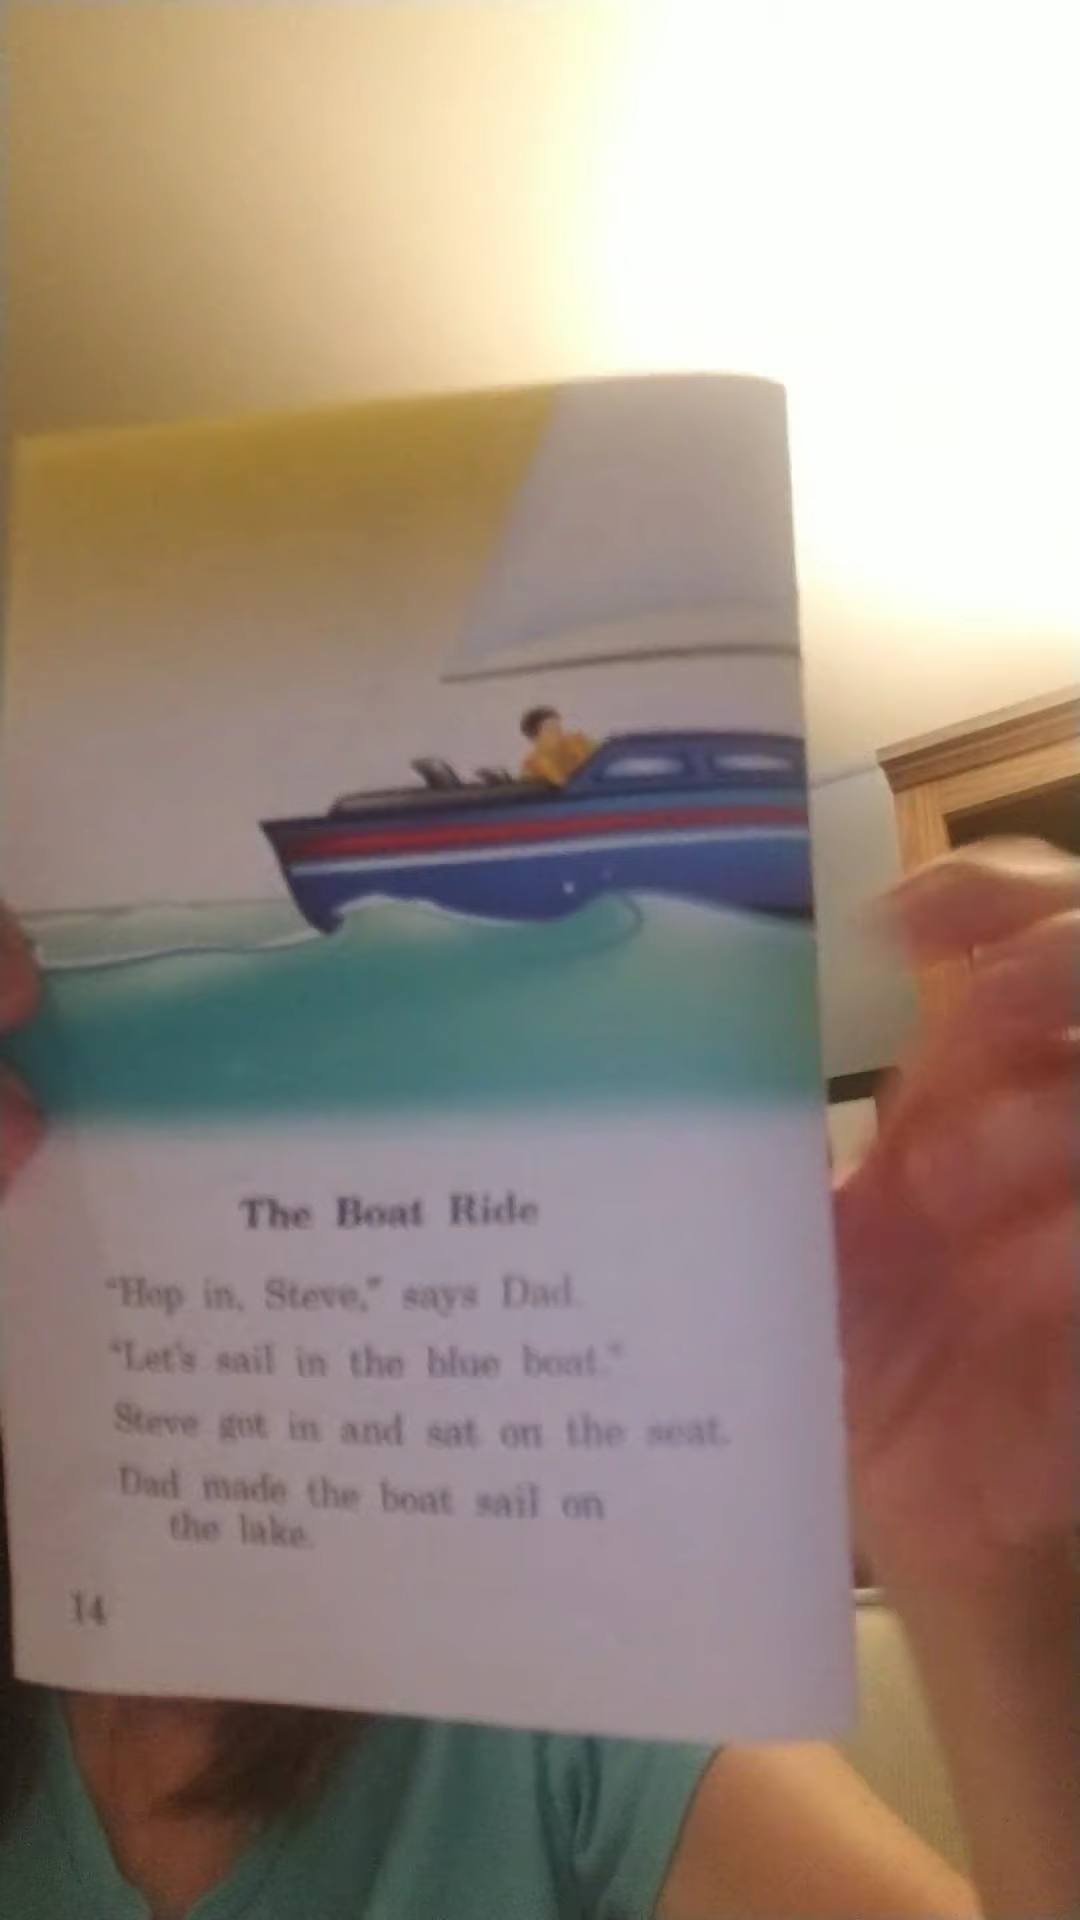 The Boat Ride
"Hop in, Steve," says Dad.
"Let's sail in the blue boat."
Steve got in and sat on the seat.
Dad made the boat sail on
the lake.
14